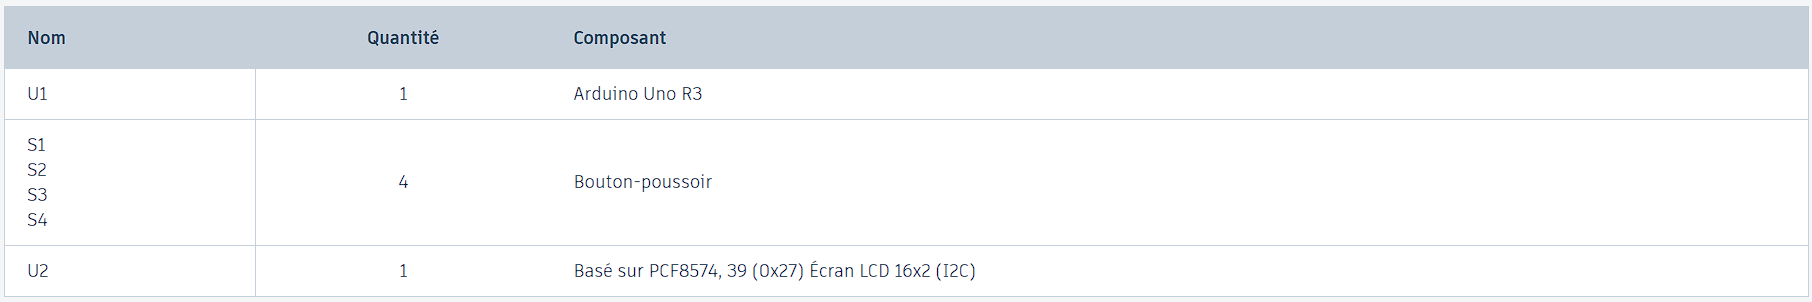 Nom Quantité Composant
U1 1 Arduino Uno R3
S1
S2
S3
S4
4 Bouton-poussoir
U2 1 Basé sur PCF8574, 39 (0x27) Écran LCD 16x2 (I2C)